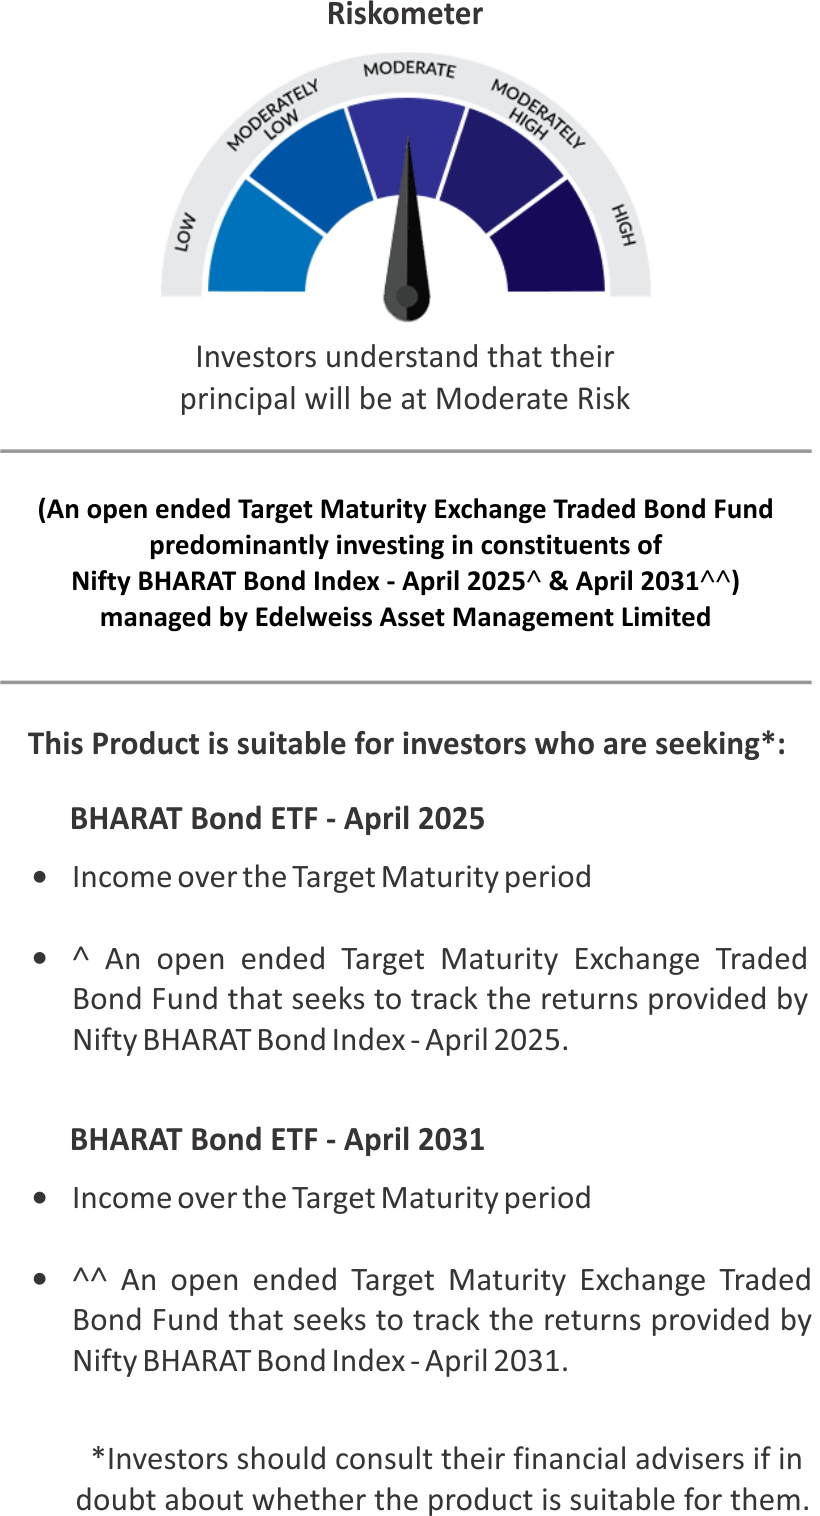 Riskometer
LOW
MODERATELY
LOW
MODERATE
MODERATELY
HIGH
HIGH
Investors understand that their
principal will be at Moderate Risk
(An open ended Target Maturity Exchange Traded Bond Fund
predominantly investing in constituents of
Nifty BHARAT Bond Index - April 2025^ & April 2031^^)
managed by Edelweiss Asset Management Limited
This Product is suitable for investors who are seeking*:
BHARAT Bond ETF - April 2025
• Income over the Target Maturity period
• ^ An open ended Target Maturity Exchange Traded
Bond Fund that seeks to track the returns provided by
Nifty BHARAT Bond Index - April 2025.
BHARAT Bond ETF - April 2031
• Income over the Target Maturity period
• ^^ An open ended Target Maturity Exchange Traded
Bond Fund that seeks to track the returns provided by
Nifty BHARAT Bond Index - April 2031.
*Investors should consult their financial advisers if in
doubt about whether the product is suitable for them.